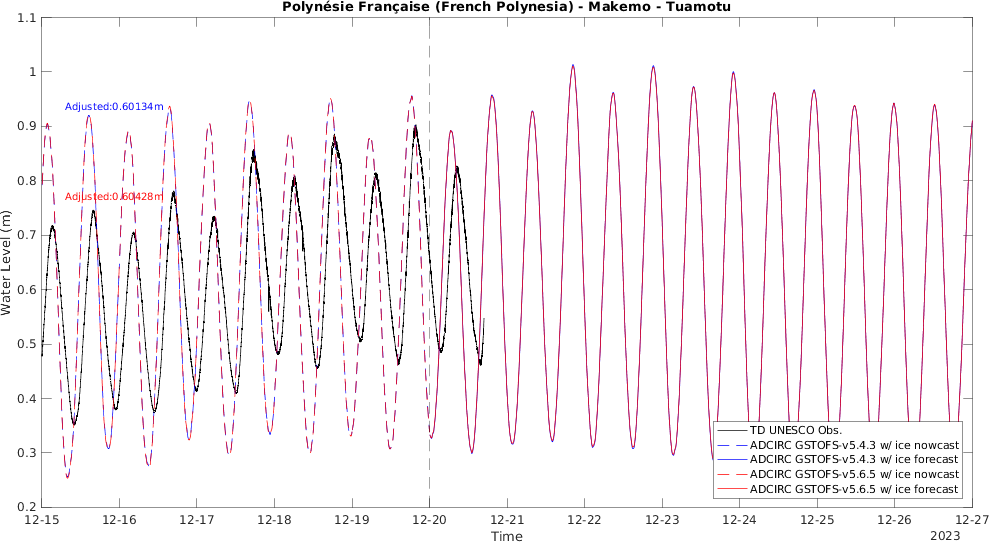 Polynésie Française (French Polynesia) - Makemo - Tuamotu
Water Level (m)
1.1
1
0.9
0.8
0.7
0.6
0.5
0.4
0.3
0.2
Adjusted:0.60134m
Adjusted:0.60428m
TD UNESCO Obs.
ADCIRC GSTOFS-v5.4.3 w/ ice nowcast
ADCIRC GSTOFS-v5.4.3 w/ ice forecast
ADCIRC GSTOFS-v5.6.5 w/ ice nowcast
ADCIRC GSTOFS-v5.6.5 w/ ice forecast
12-15 12-16 12-17 12-18 12-19 12-20 12-21 12-22 12-23 12-24 12-25 12-26 12-27
Time
2023